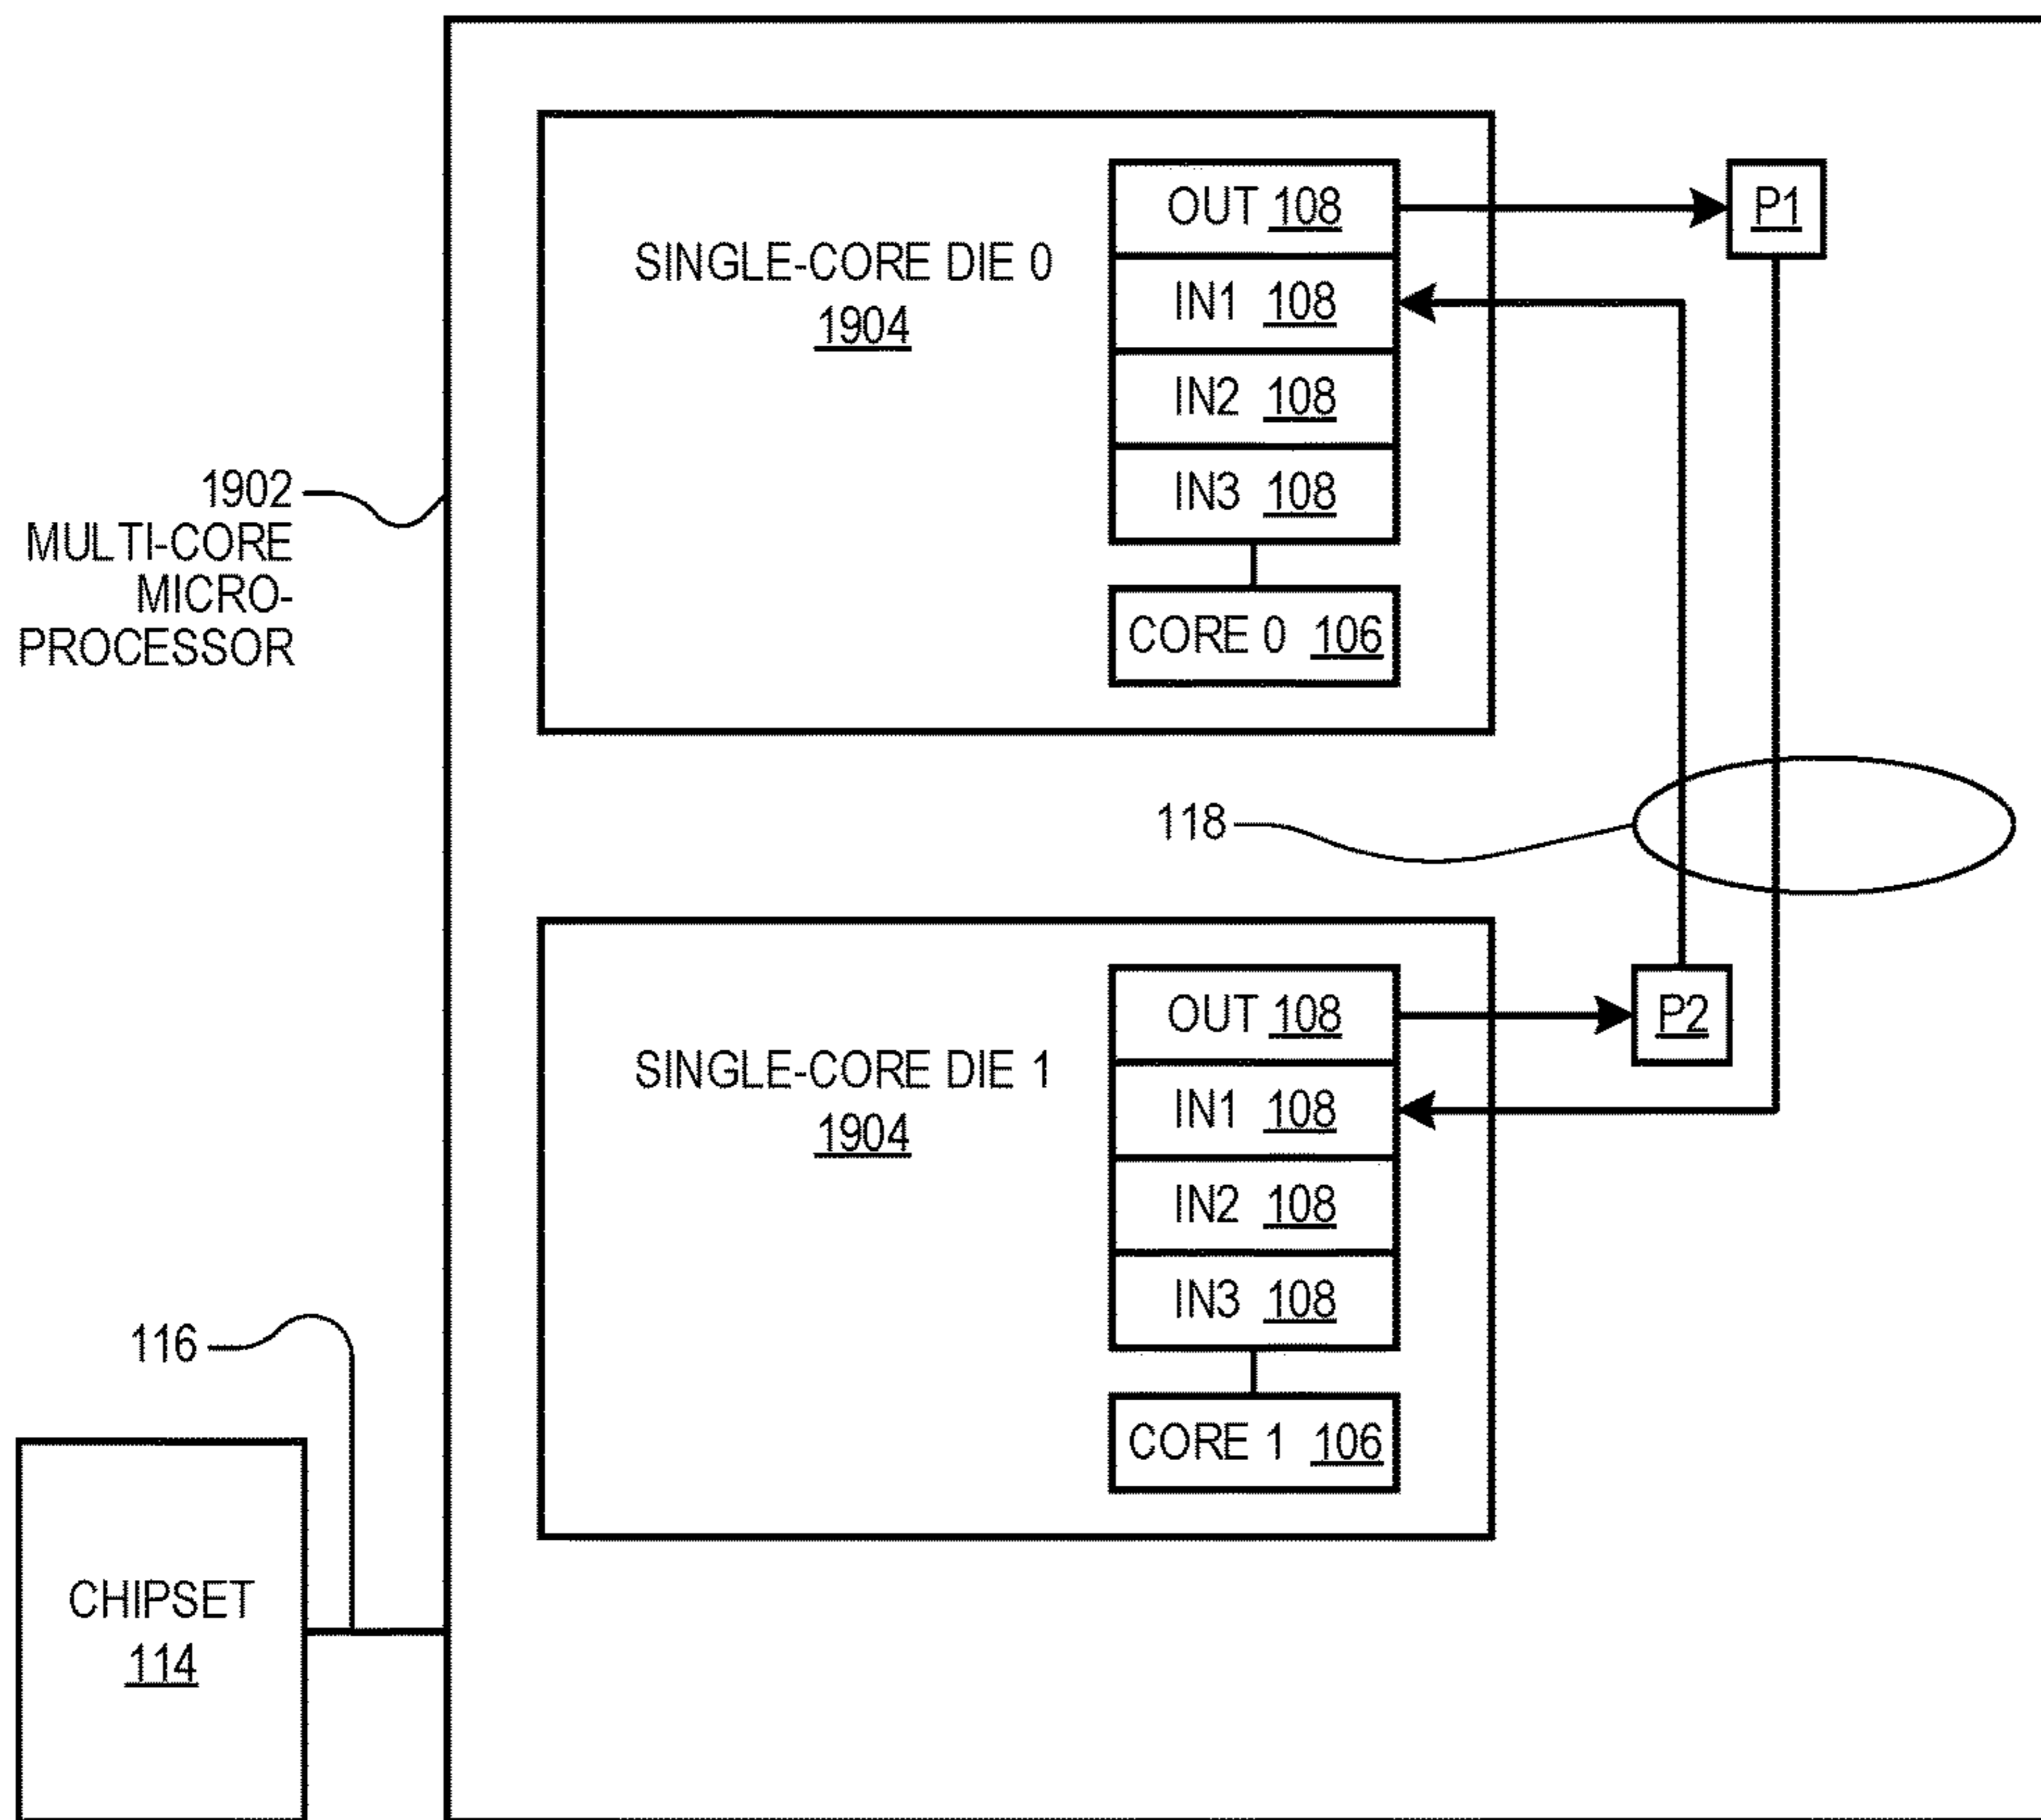 OUT 108
P1
SINGLE-CORE DIE 0
1904
IN1 108
IN2 108
IN3 108
CORE 0 106
1902
MULTI-CORE
MICRO-
PROCESSOR
118
OUT 108
P2
SINGLE-CORE DIE 1
1904
IN1 108
IN2 108
IN3 108
CORE 1 106
116
CHIPSET
114